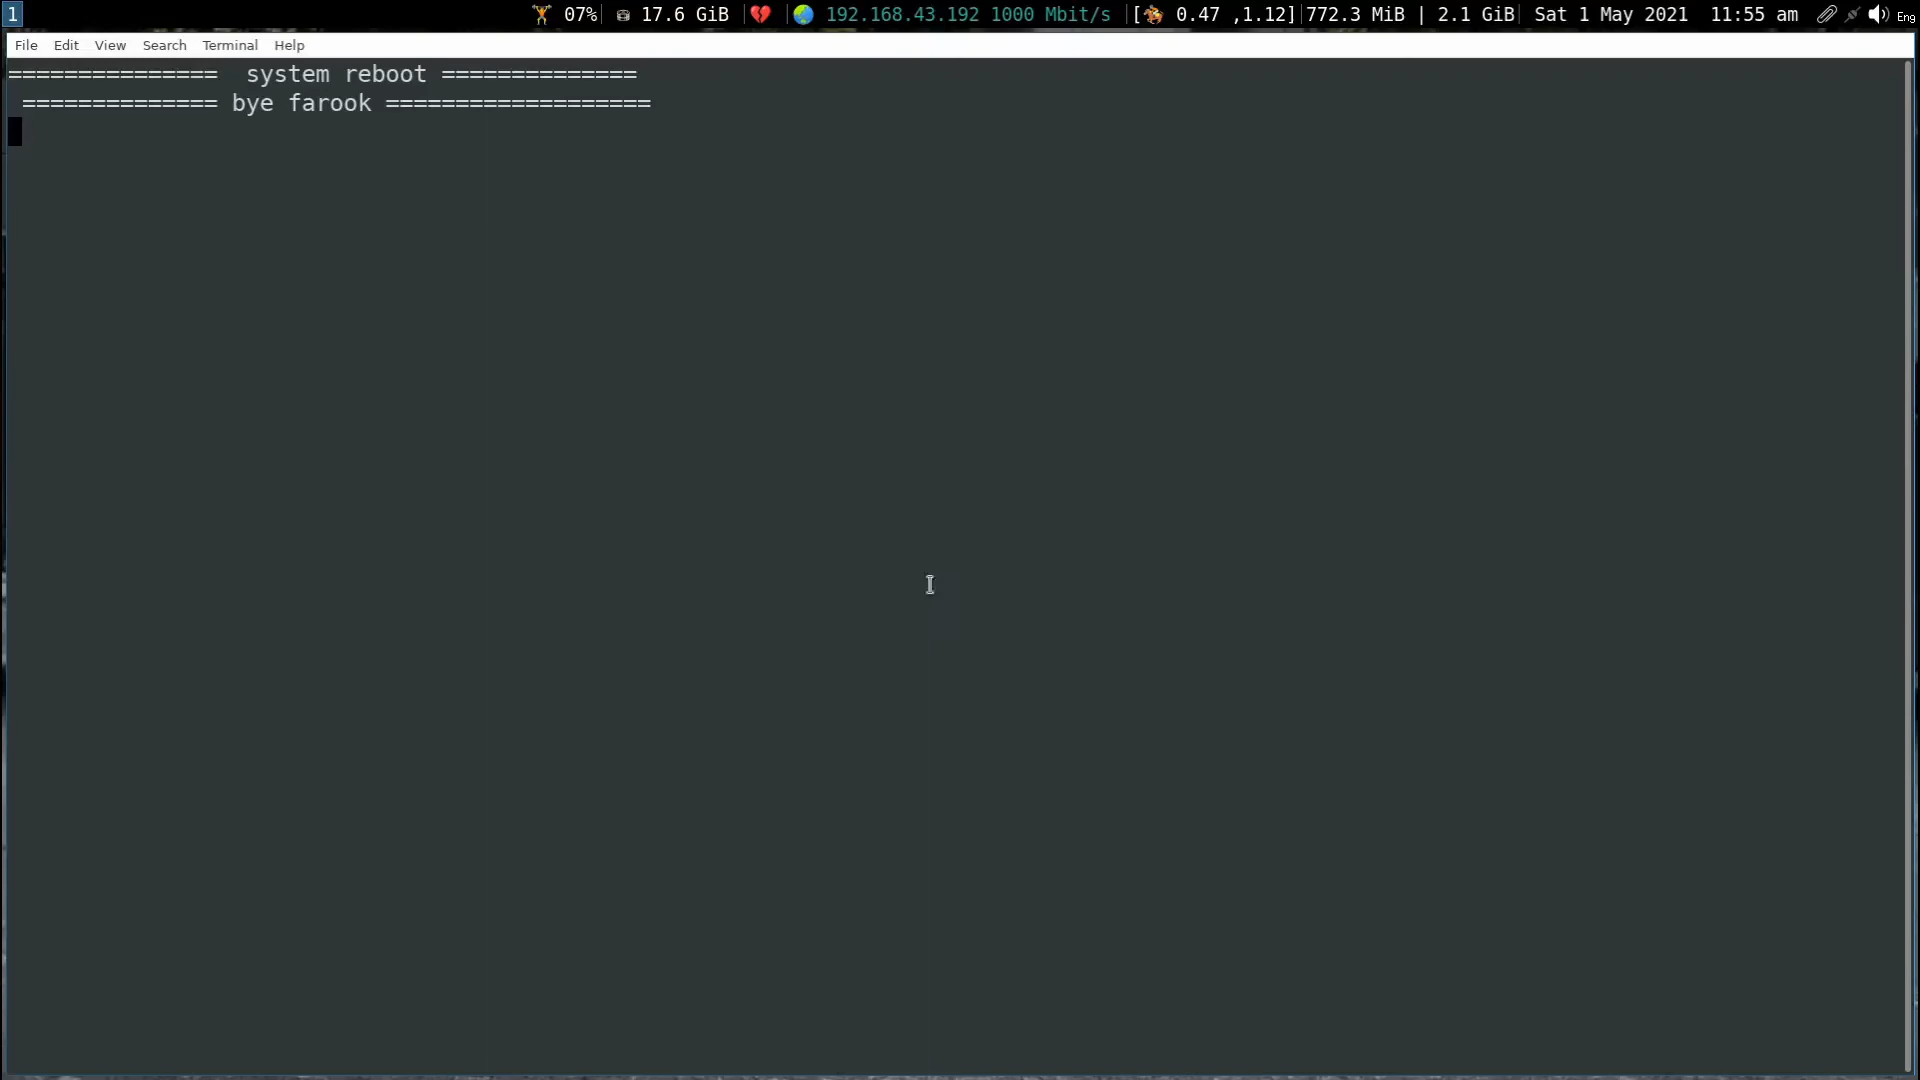 1 07% 17.6 GiB 192.168.43.192 1000 Mbit/s [ 0.47 ,1.12] 772.3 MiB | 2.1 GiB Sat 1 May 2021 11:55 am Eng
File Edit View Search Terminal Help
=============== system reboot ==============
============== bye farook ===================